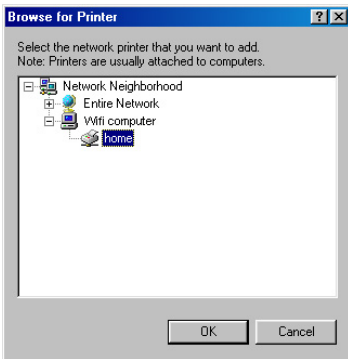 Browse for Printer
Select the network printer that you want to add.
Note: Printers are usually attached to computers.
Network Neighborhood
Entire Network
Wifi computer
home
OK Cancel